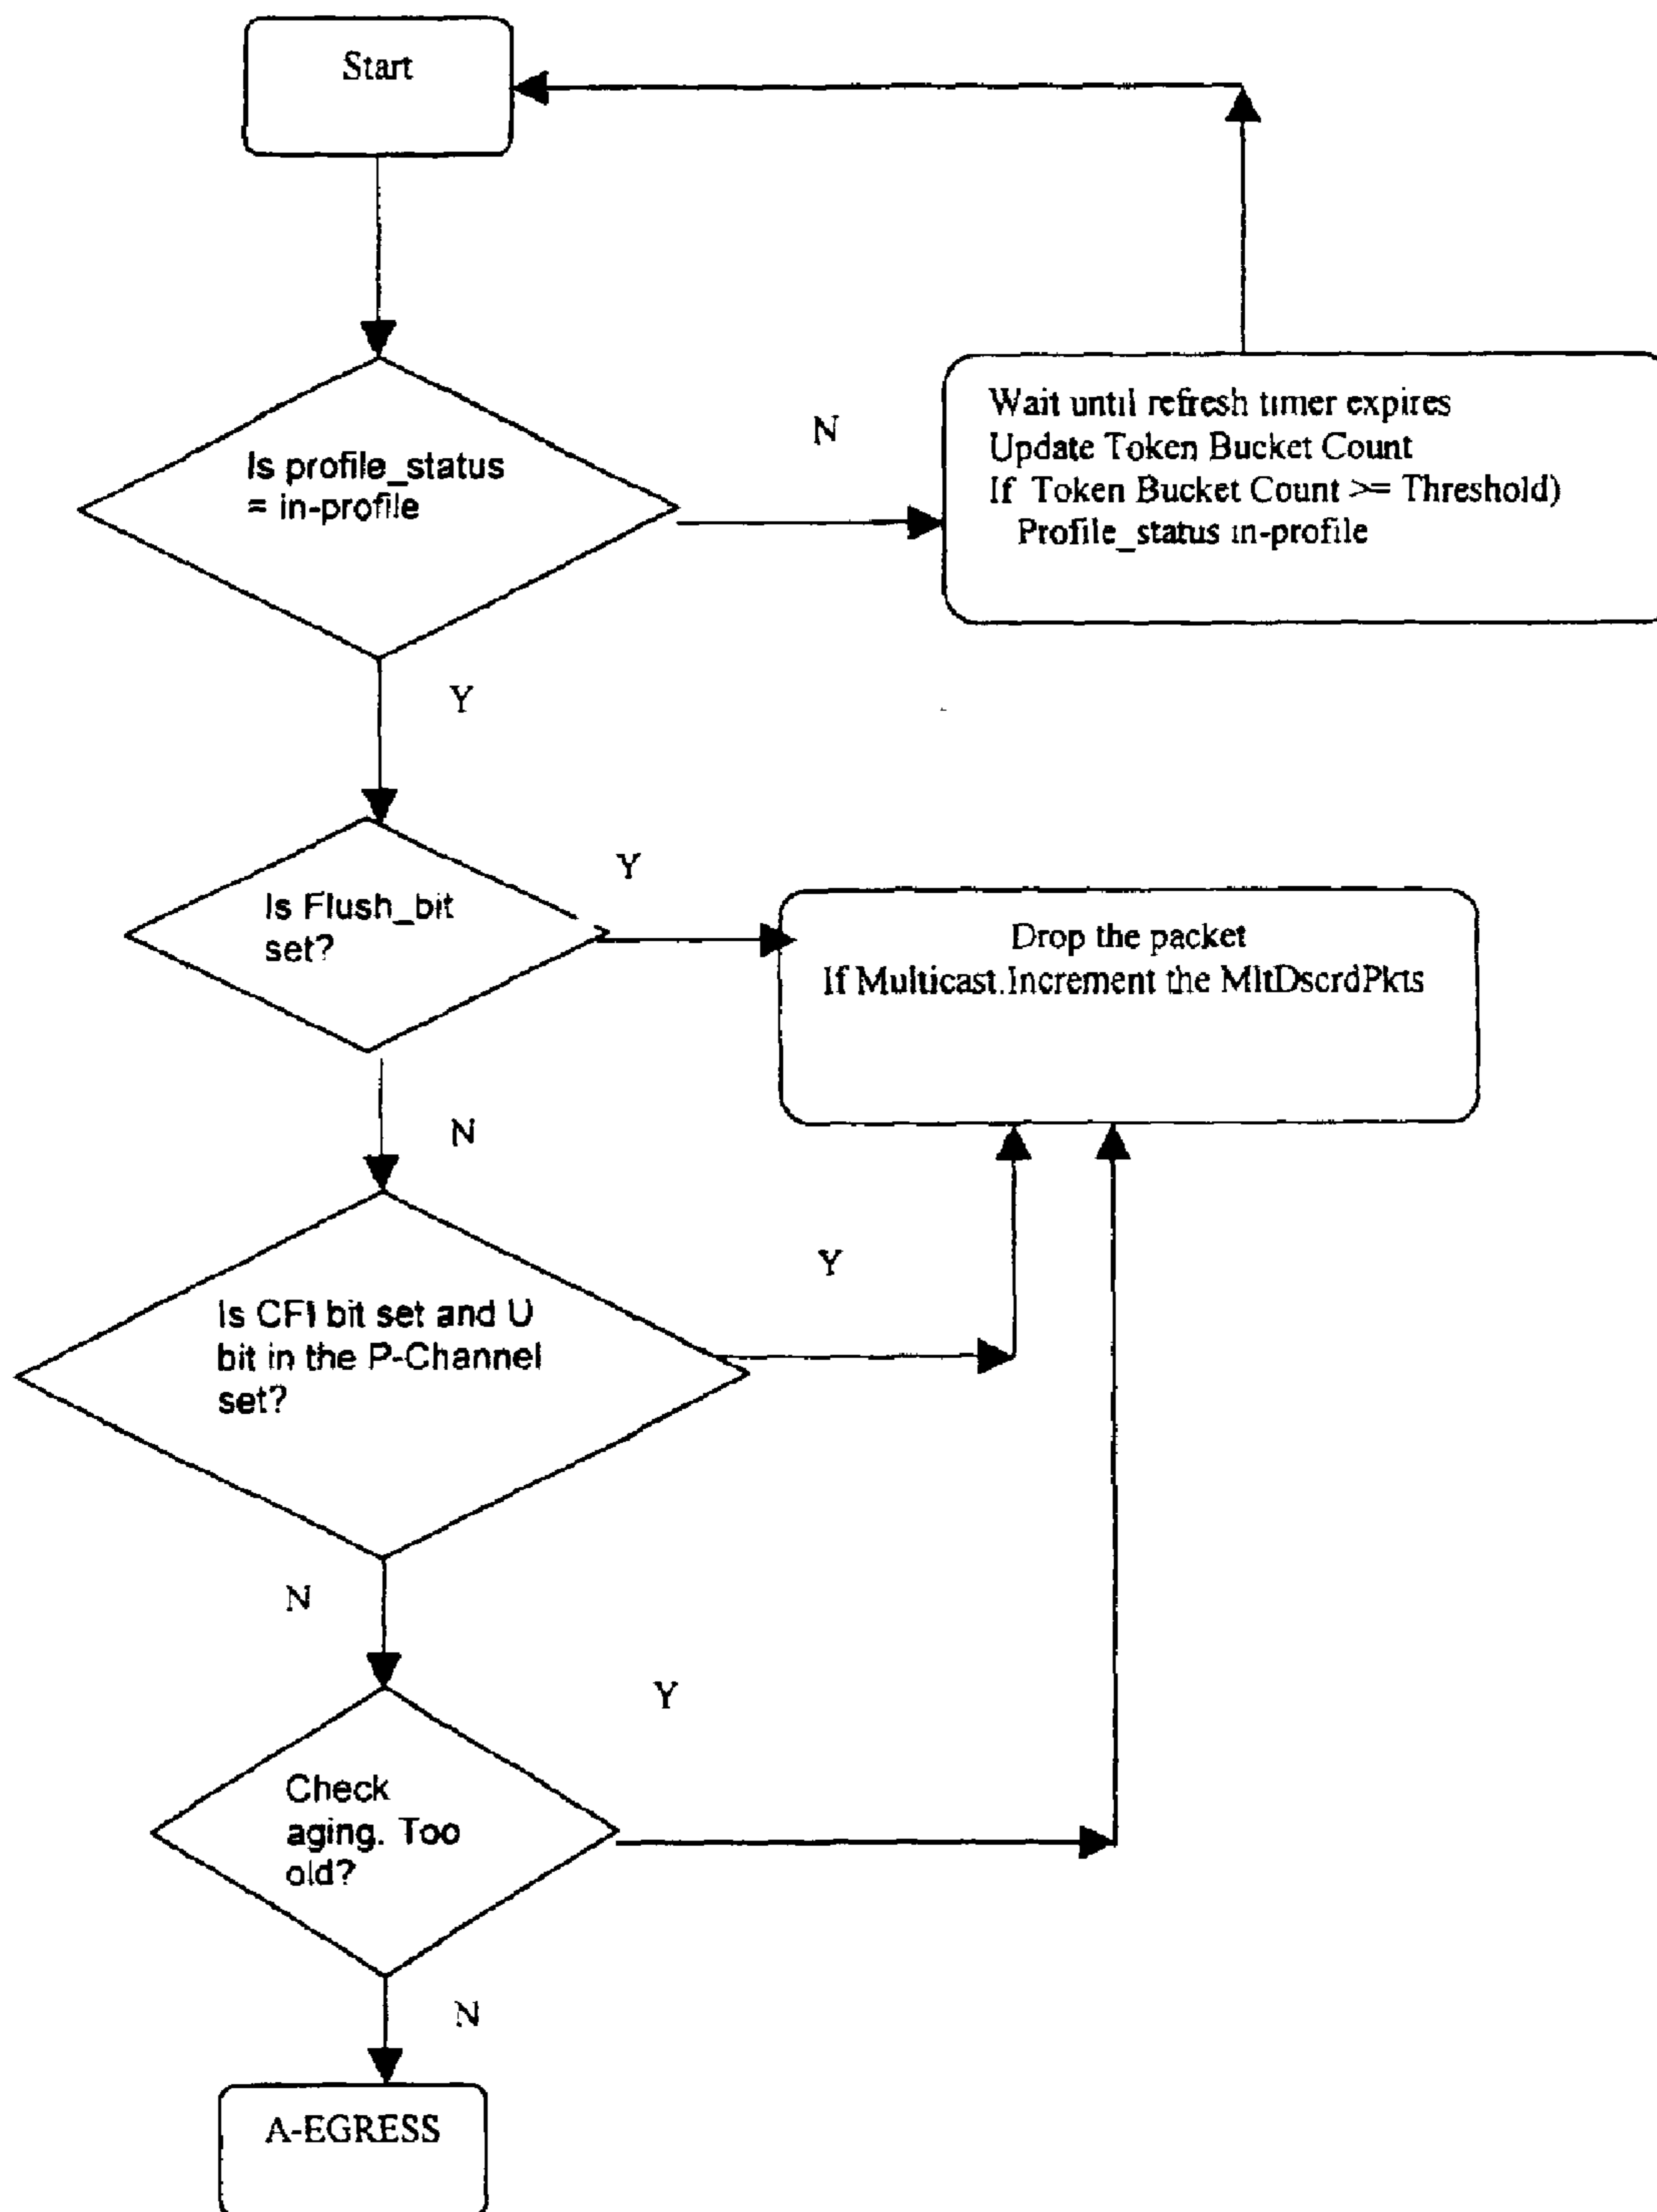 Start
Is profile_status
= in-profile
N
Wait until refresh timer expires
Update Token Bucket Count
If Token Bucket Count >= Threshold)
Profile_status in-profile
Y
Is Flush_bit
set?
Y
Drop the packet
If Multicast.Increment the MltDscrdPkts
N
Is CFI bit set and U
bit in the P-Channel
set?
Y
N
Check
aging. Too
old?
Y
N
A-EGRESS